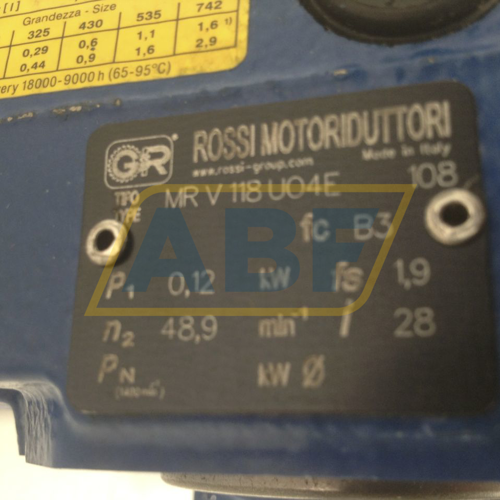 [l]
Grandezza - Size
325 430 535 742
0,29 0,6 1,1 1,6 1)
0,44 0,9 1,6 2,9
ery 18000-9000 h (65-95°C)
GR
ROSSI MOTORIDUTTORI
www.rossi-group.com
Made in Italy
TIPO
TYPE
MR V 118 UO4E
108
fc B3
P1 0,12 kW fs 1,9
n2 48,9 min-1 i 28
PN kW Ø
ABF